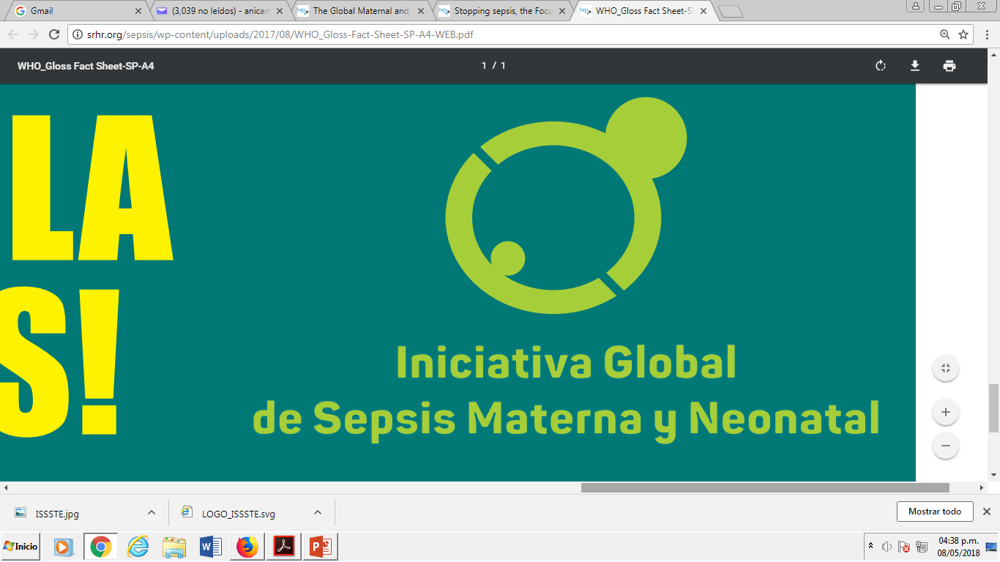 Gmail
(3,039 no leídos) - anicam
The Global Maternal and
Stopping sepsis, the Focu
WHO_Gloss Fact Sheet-S
srhr.org/sepsis/wp-content/uploads/2017/08/WHO_Gloss-Fact-Sheet-SP-A4-WEB.pdf
WHO_Gloss Fact Sheet-SP-A4
1 / 1
LA
S!
Iniciativa Global
de Sepsis Materna y Neonatal
ISSSTE.jpg
LOGO_ISSSTE.svg
Mostrar todo
Inicio
04:38 p.m.
08/05/2018